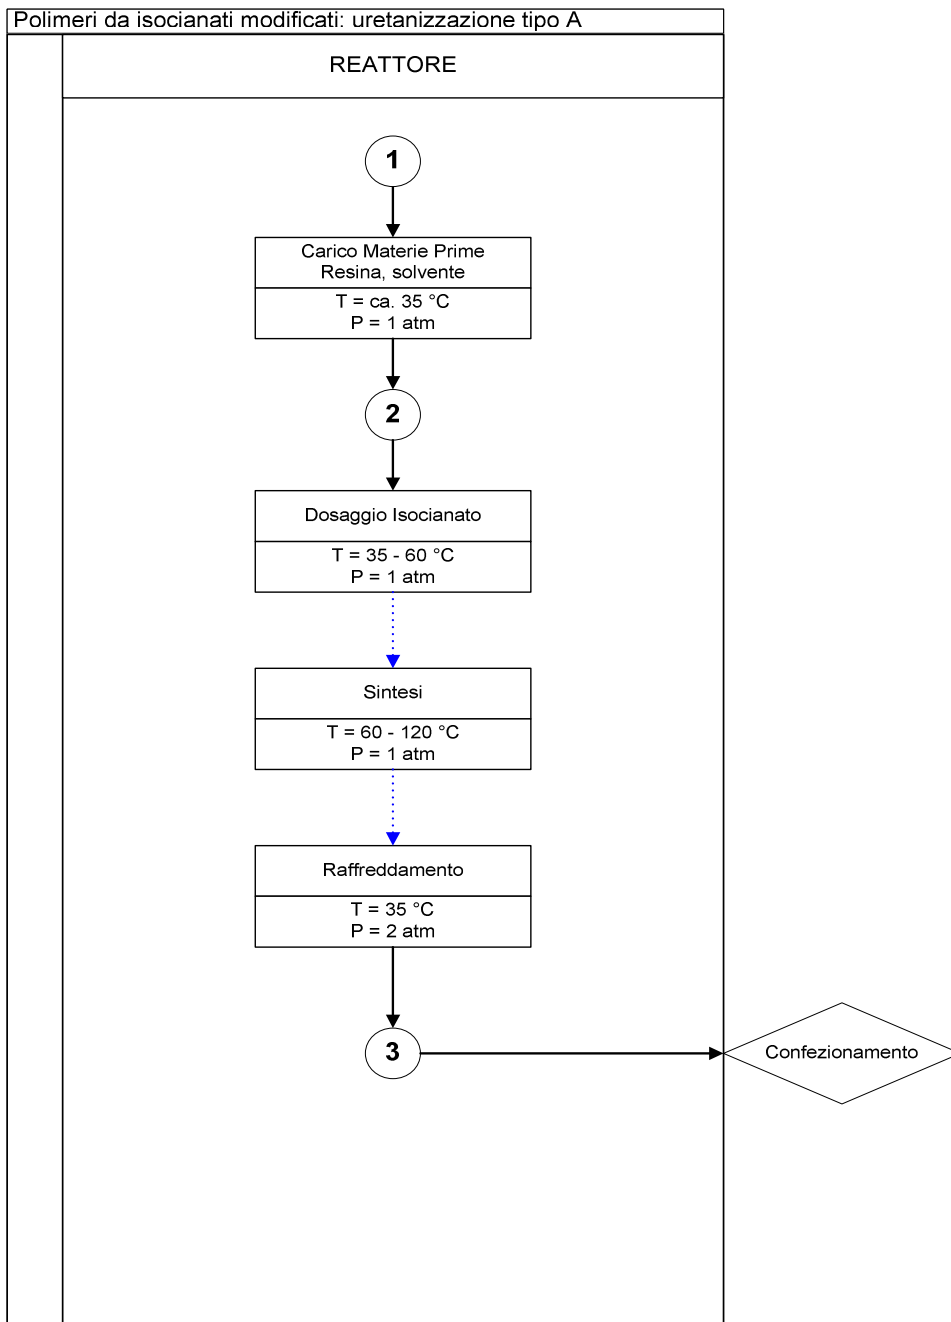 Polimeri da isocianati modificati: uretanizzazione tipo A
REATTORE
1
Carico Materie Prime
Resina, solvente
T = ca. 35 °C
P = 1 atm
2
Dosaggio Isocianato
T = 35 - 60 °C
P = 1 atm
Sintesi
T = 60 - 120 °C
P = 1 atm
Raffreddamento
T = 35 °C
P = 2 atm
3
Confezionamento